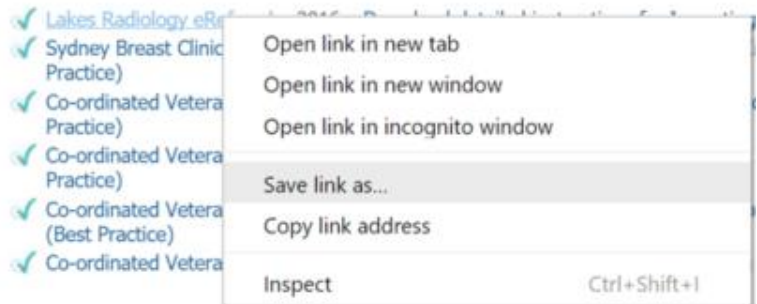 Lakes Radiology eRe
Sydney Breast Clinic
Practice)
Co-ordinated Vetera
Practice)
Co-ordinated Vetera
Practice)
Co-ordinated Vetera
(Best Practice)
Co-ordinated Vetera
Open link in new tab
Open link in new window
Open link in incognito window
Save link as...
Copy link address
Inspect Ctrl+Shift+I